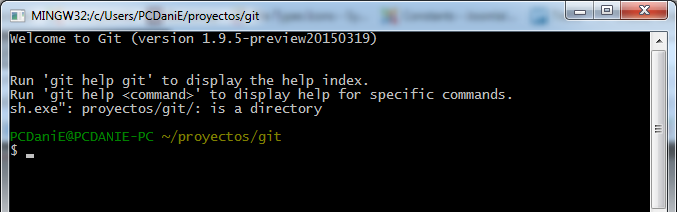 MINGW32:/c/Users/PCDaniE/proyectos/git
Welcome to Git (version 1.9.5-preview20150319)
Run 'git help git' to display the help index.
Run 'git help <command>' to display help for specific commands.
sh.exe": proyectos/git/: is a directory
PCDaniE@PCDANIE-PC ~/proyectos/git
$